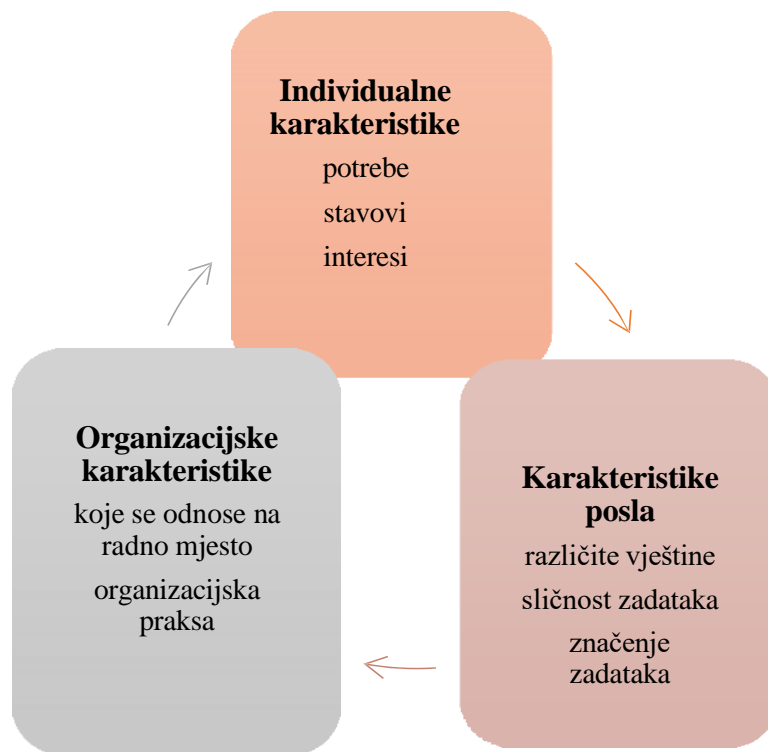 Individualne
karakteristike
potrebe
stavovi
interesi
Organizacijske
karakteristike
koje se odnose na
radno mjesto
organizacijska
praksa
Karakteristike
posla
različite vještine
sličnost zadataka
značenje
zadataka